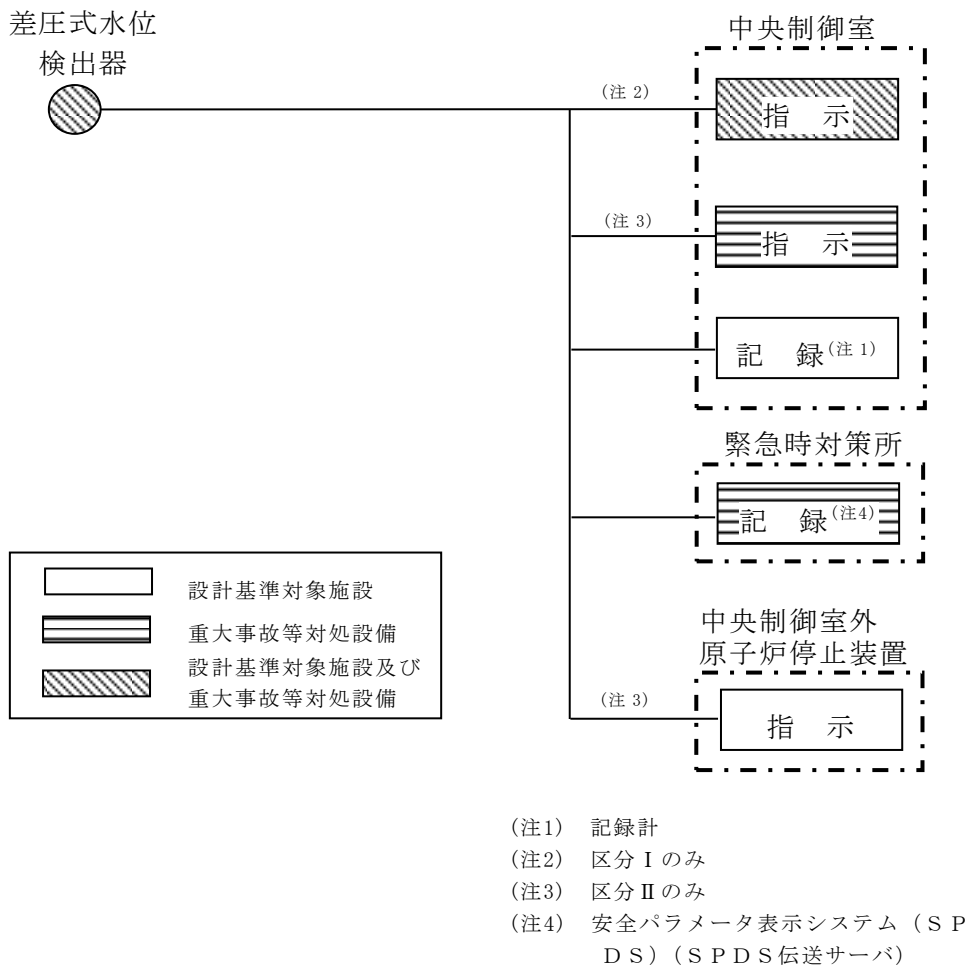 差圧式水位
検出器
中央制御室
(注 2)
指 示
(注 3)
指 示
記 録(注 1)
緊急時対策所
記 録(注4)
中央制御室外
原子炉停止装置
(注 3)
指 示
設計基準対象施設
重大事故等対処設備
設計基準対象施設及び
重大事故等対処設備
(注1) 記録計
(注2) 区分Ⅰのみ
(注3) 区分Ⅱのみ
(注4) 安全パラメータ表示システム(SP
DS)(SPDS伝送サーバ)